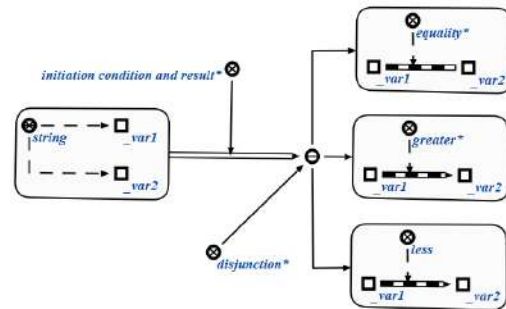 equality*
_var1
_var2
initiation condition and result*
string
_var1
_var2
greater*
_var1
_var2
disjunction*
less
_var1
_var2